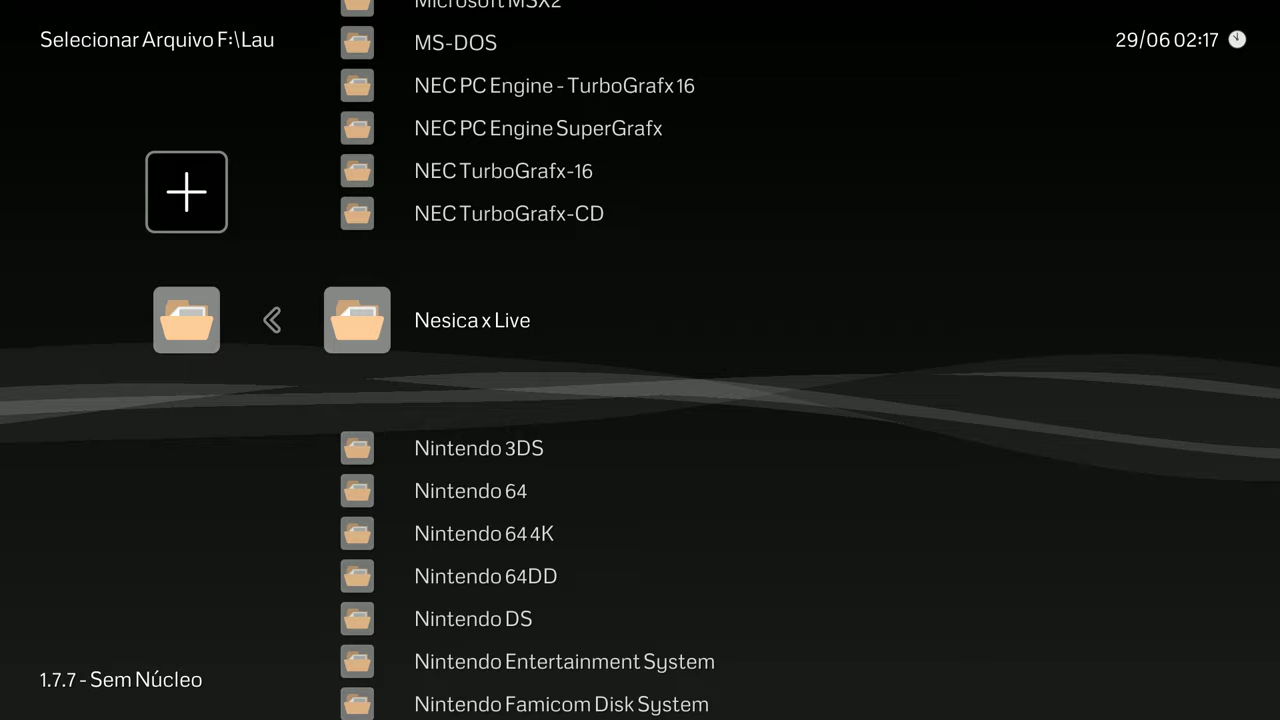 Microsoft MSX2
Selecionar Arquivo F:\Lau
29/06 02:17
MS-DOS
NEC PC Engine - TurboGrafx 16
NEC PC Engine SuperGrafx
NEC TurboGrafx-16
NEC TurboGrafx-CD
Nesica x Live
Nintendo 3DS
Nintendo 64
Nintendo 64 4K
Nintendo 64DD
Nintendo DS
Nintendo Entertainment System
1.7.7 - Sem Núcleo
Nintendo Famicom Disk System